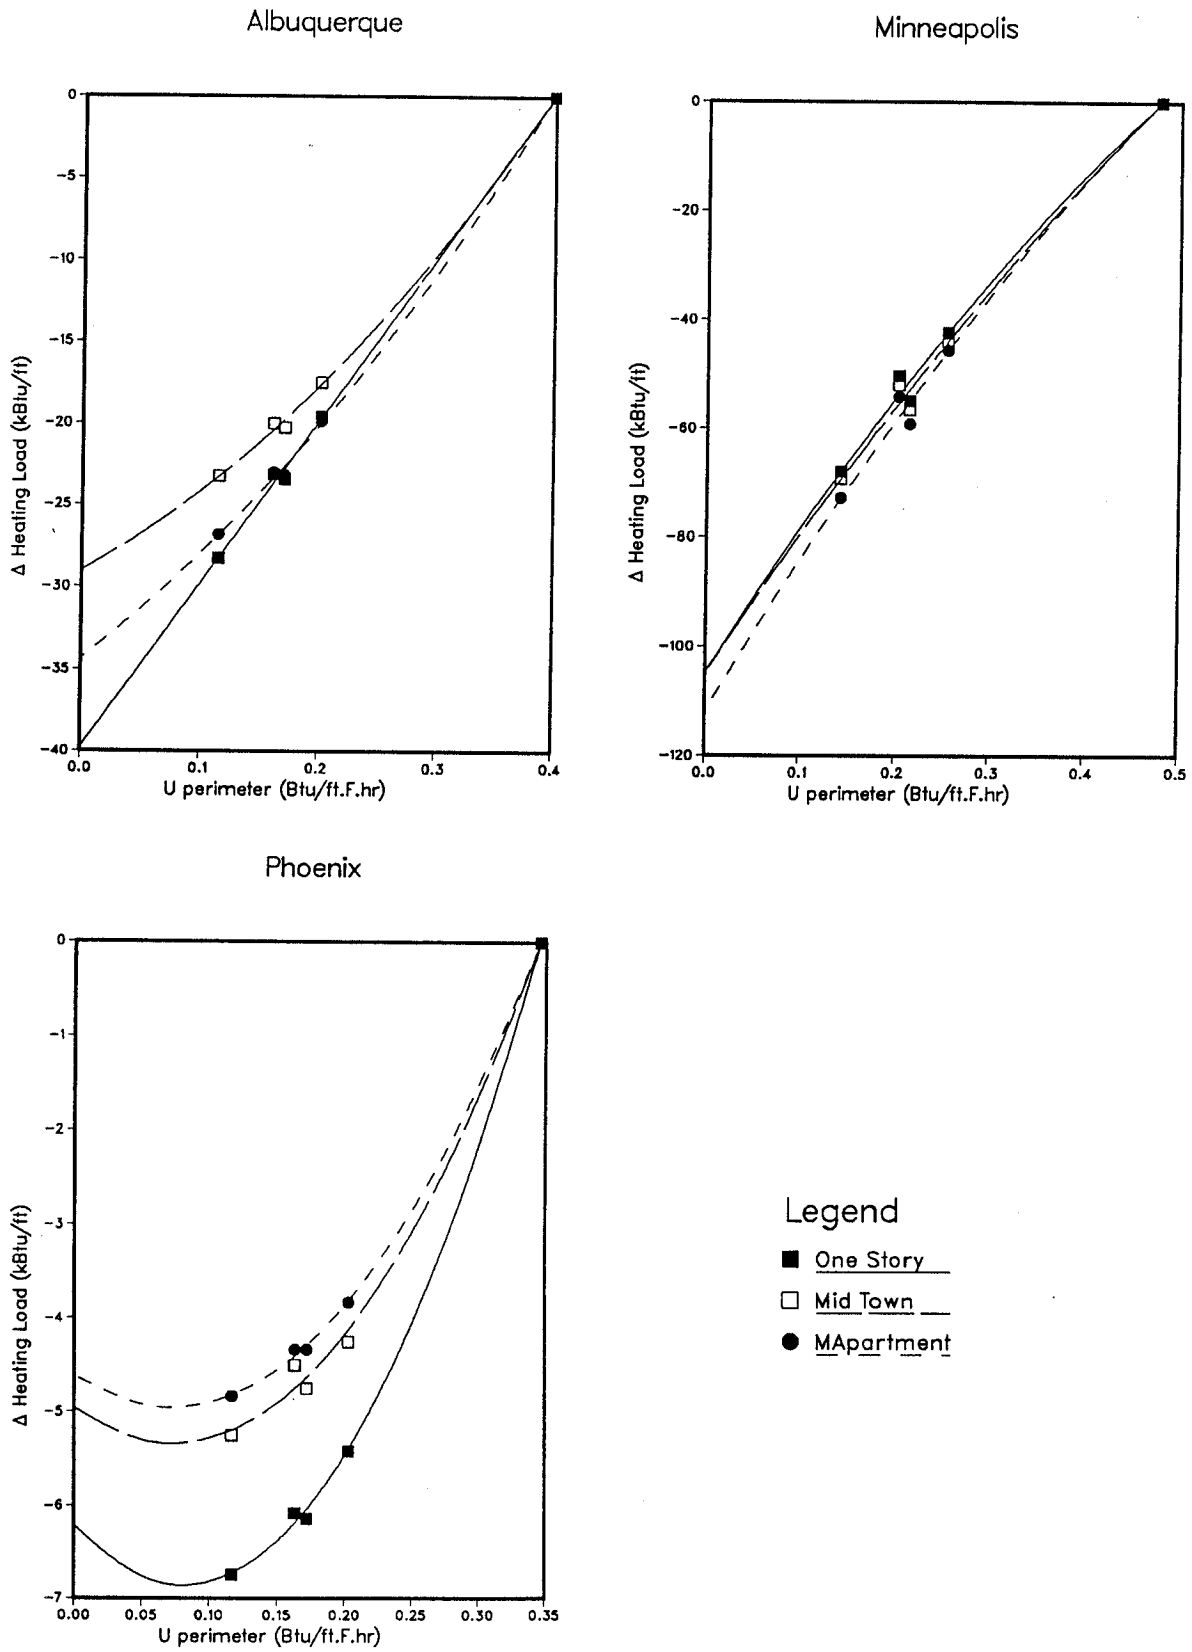 Albuquerque
0
−5
−10
−15
−20
−25
−30
−35
−40
Δ Heating Load (kBtu/ft)
0.0 0.1 0.2 0.3 0.4
U perimeter (Btu/ft.F.hr)
Minneapolis
0
−20
−40
−60
−80
−100
−120
Δ Heating Load (kBtu/ft)
0.0 0.1 0.2 0.3 0.4 0.5
U perimeter (Btu/ft.F.hr)
Phoenix
0
−1
−2
−3
−4
−5
−6
−7
Δ Heating Load (kBtu/ft)
0.00 0.05 0.10 0.15 0.20 0.25 0.30 0.35
U perimeter (Btu/ft.F.hr)
Legend
One Story
Mid Town
MApartment